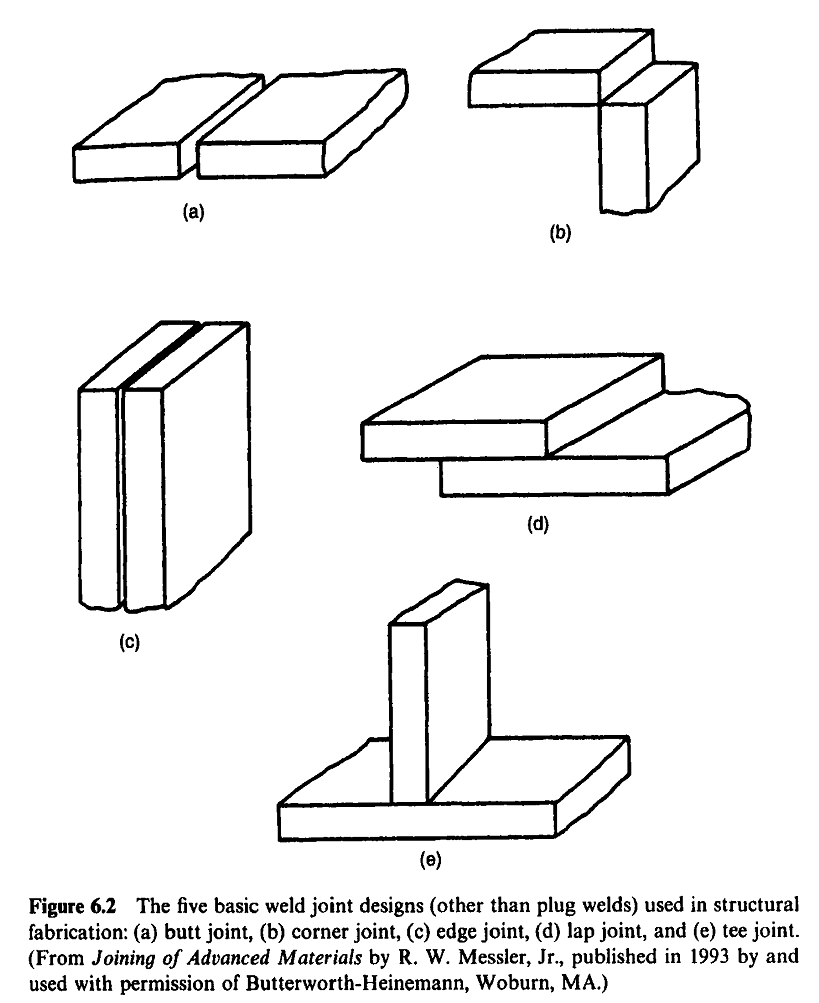 (a)
(b)
(c)
(d)
(e)
Figure 6.2 The five basic weld joint designs (other than plug welds) used in structural
fabrication: (a) butt joint, (b) corner joint, (c) edge joint, (d) lap joint, and (e) tee joint.
(From Joining of Advanced Materials by R. W. Messler, Jr., published in 1993 by and
used with permission of Butterworth-Heinemann, Woburn, MA.)